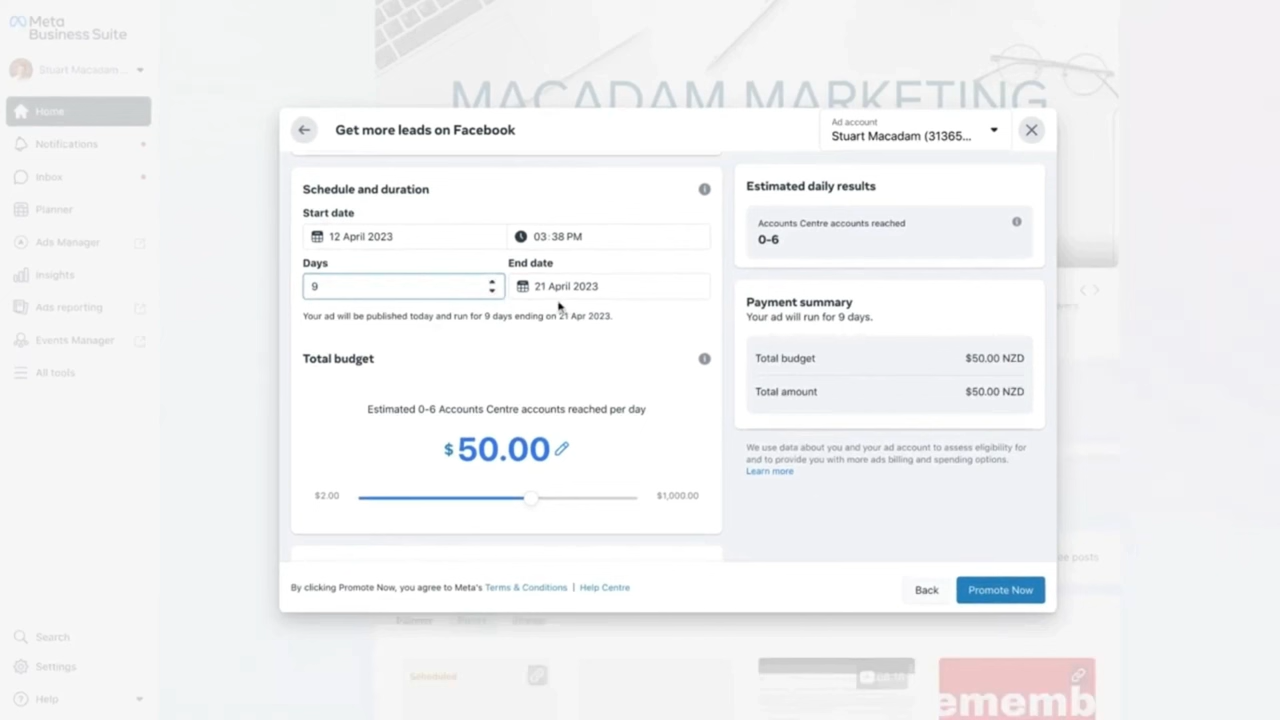 Meta
Business Suite
Stuart Macadam ...
Home
Notifications
Inbox
Planner
Ads Manager
Insights
Ads reporting
Events Manager
All tools
Search
Settings
Help
MACADAM MARKETING
Get more leads on Facebook
Ad account
Stuart Macadam (31365...
Schedule and duration
Start date
12 April 2023
03:38 PM
Days
End date
9
21 April 2023
Your ad will be published today and run for 9 days ending on 21 Apr 2023.
Total budget
Estimated 0-6 Accounts Centre accounts reached per day
$50.00
$2.00
$1,000.00
Estimated daily results
Accounts Centre accounts reached
0-6
Payment summary
Your ad will run for 9 days.
Total budget
$50.00 NZD
Total amount
$50.00 NZD
We use data about you and your ad account to assess eligibility for
and to provide you with more ads billing and spending options.
Learn more
By clicking Promote Now, you agree to Meta's Terms & Conditions | Help Centre
Back
Promote Now
posts
Scheduled
ememb